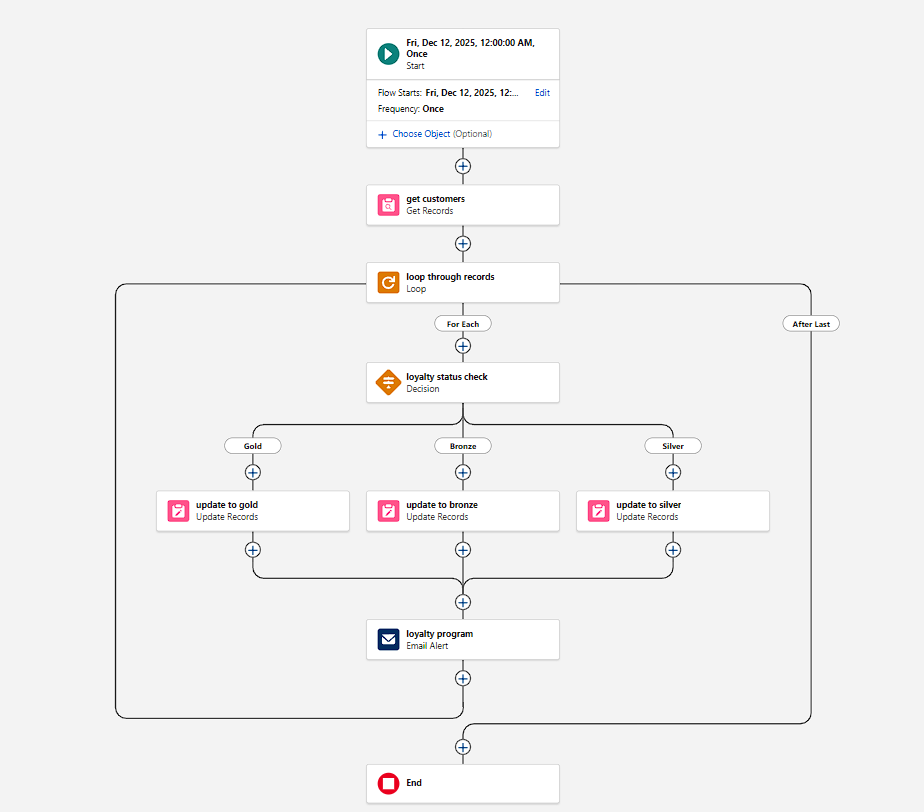 Fri, Dec 12, 2025, 12:00:00 AM,
Once
Start
Flow Starts: Fri, Dec 12, 2025, 12:... Edit
Frequency: Once
Choose Object (Optional)
get customers
Get Records
loop through records
Loop
For Each
After Last
loyalty status check
Decision
Gold
Bronze
Silver
update to gold
Update Records
update to bronze
Update Records
update to silver
Update Records
loyalty program
Email Alert
End